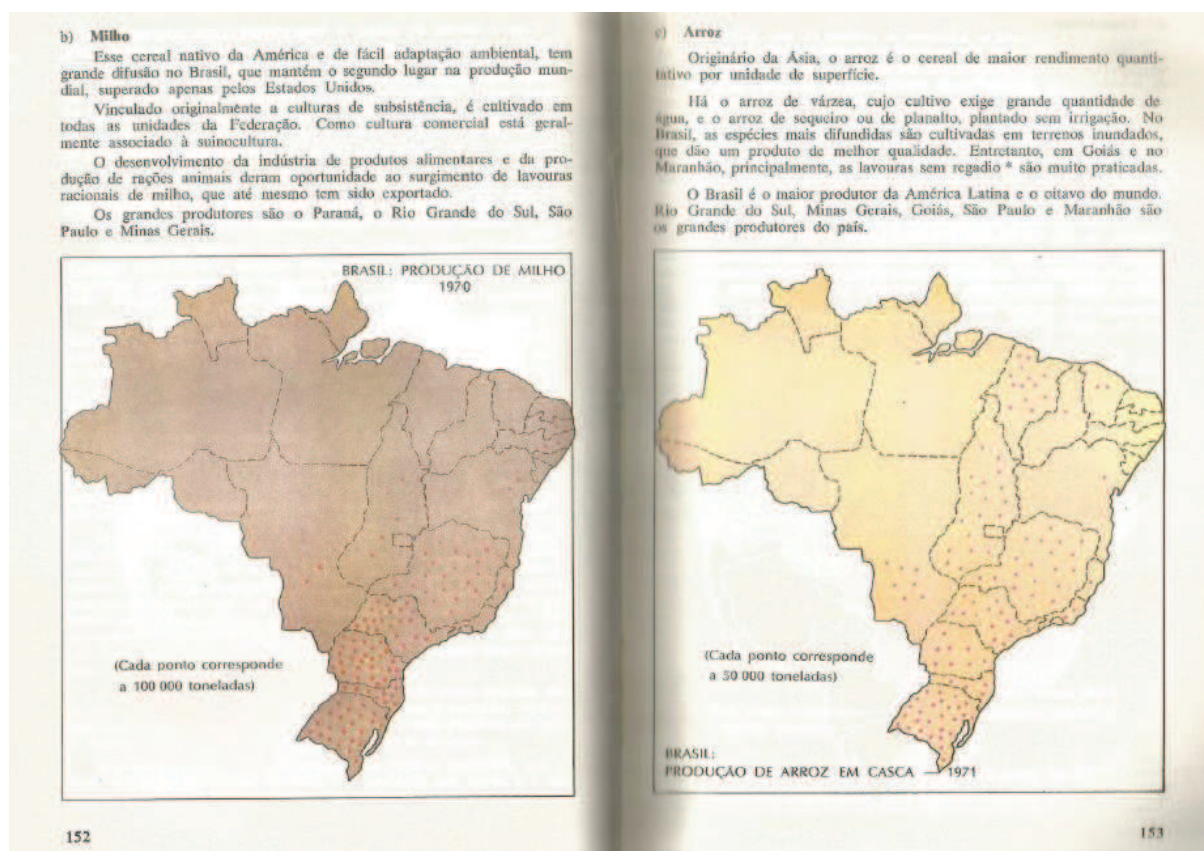 b) Milho
Esse cereal nativo da América e de fácil adaptação ambiental, tem
grande difusão no Brasil, que mantém o segundo lugar na produção mun-
dial, superado apenas pelos Estados Unidos.
Vinculado originalmente a culturas de subsistência, é cultivado em
todas as unidades da Federação. Como cultura comercial está geral-
mente associado à suinocultura.
O desenvolvimento da indústria de produtos alimentares e da pro-
dução de rações animais deram oportunidade ao surgimento de lavouras
racionais de milho, que até mesmo tem sido exportado.
Os grandes produtores são o Paraná, o Rio Grande do Sul, São
Paulo e Minas Gerais.
BRASIL: PRODUÇÃO DE MILHO
1970
(Cada ponto corresponde
a 100 000 toneladas)
152
c) Arroz
Originário da Ásia, o arroz é o cereal de maior rendimento quanti-
tativo por unidade de superfície.
Há o arroz de várzea, cujo cultivo exige grande quantidade de
água, e o arroz de sequeiro ou de planalto, plantado sem irrigação. No
Brasil, as espécies mais difundidas são cultivadas em terrenos inundados,
que dão um produto de melhor qualidade. Entretanto, em Goiás e no
Maranhão, principalmente, as lavouras sem regadio * são muito praticadas.
O Brasil é o maior produtor da América Latina e o oitavo do mundo.
Rio Grande do Sul, Minas Gerais, Goiás, São Paulo e Maranhão são
os grandes produtores do país.
(Cada ponto corresponde
a 50 000 toneladas)
BRASIL:
PRODUÇÃO DE ARROZ EM CASCA — 1971
153